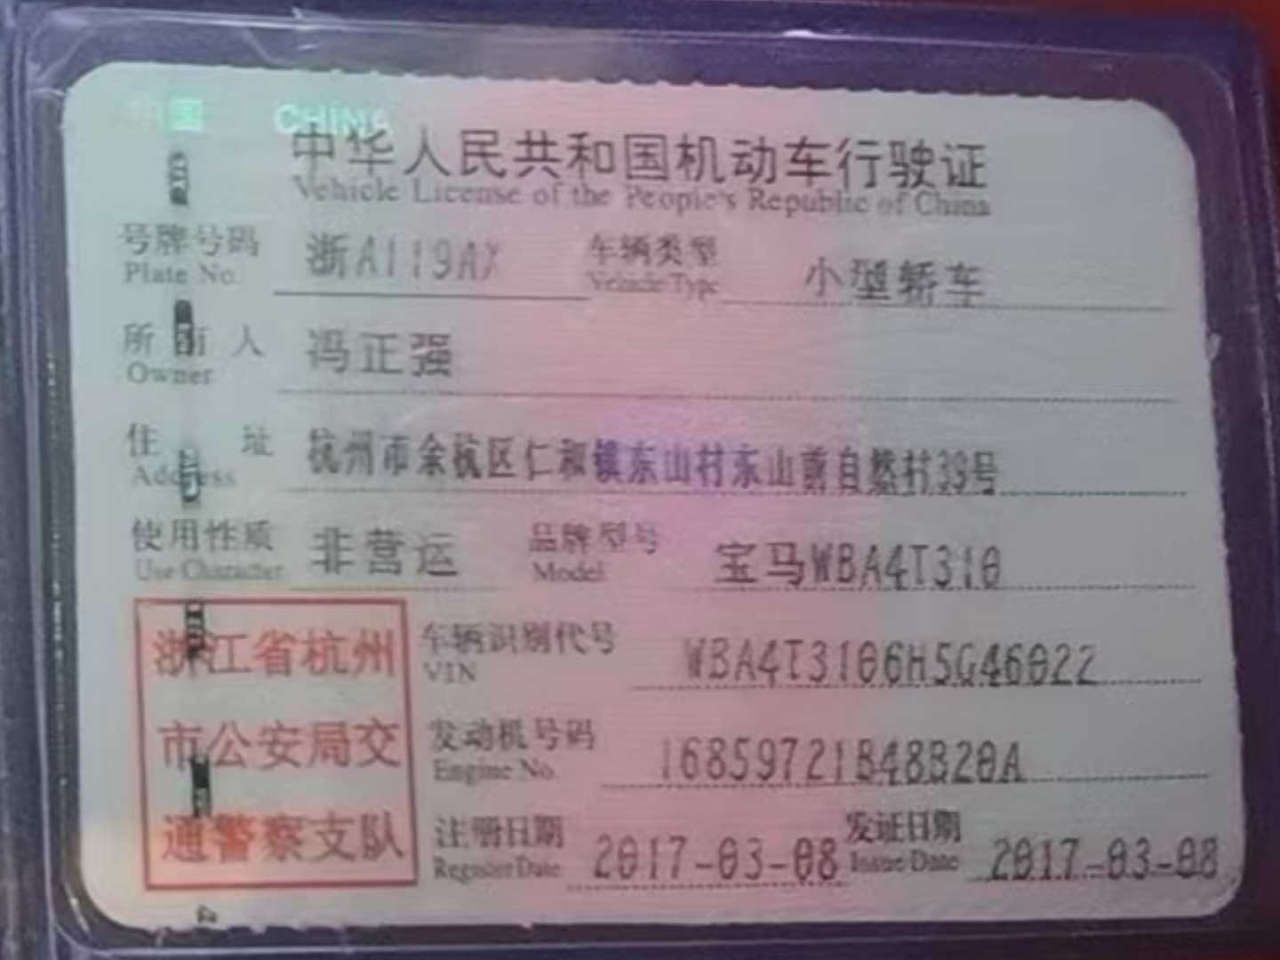 中国 CHINA
中华人民共和国机动车行驶证
Vehicle License of the People's Republic of China
号牌号码 浙A119AX 车辆类型 小型轿车
Plate No. Vehicle Type
所有人 冯正强
Owner
住址 杭州市余杭区仁和镇东山村东山前自然村39号
Address
使用性质 非营运 品牌型号 宝马WBA4T310
Use Character Model
浙江省杭州
市公安局交
通警察支队
车辆识别代号 WBA4T3106H5G46022
VIN
发动机号码 16859721B48B20A
Engine No.
注册日期 2017-03-08 发证日期 2017-03-08
Register Date Issue Date